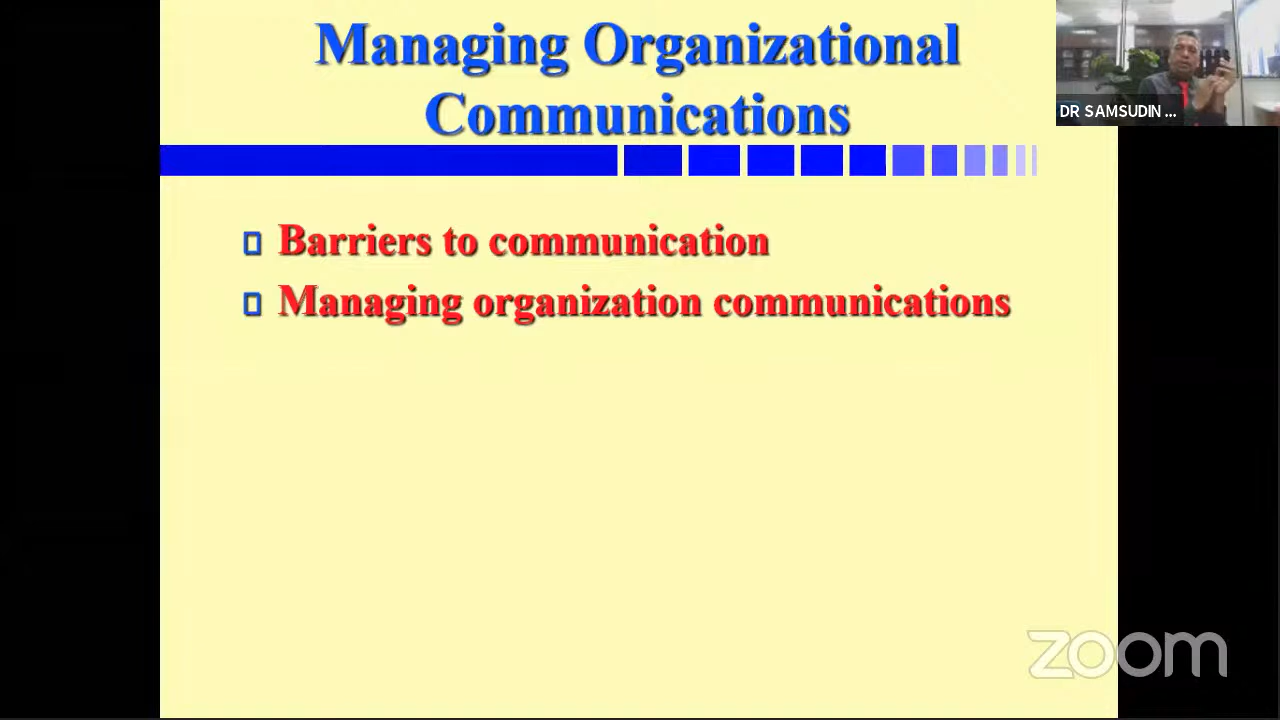 Managing Organizational
Communications
DR SAMSUDIN ...
Barriers to communication
Managing organization communications
zoom